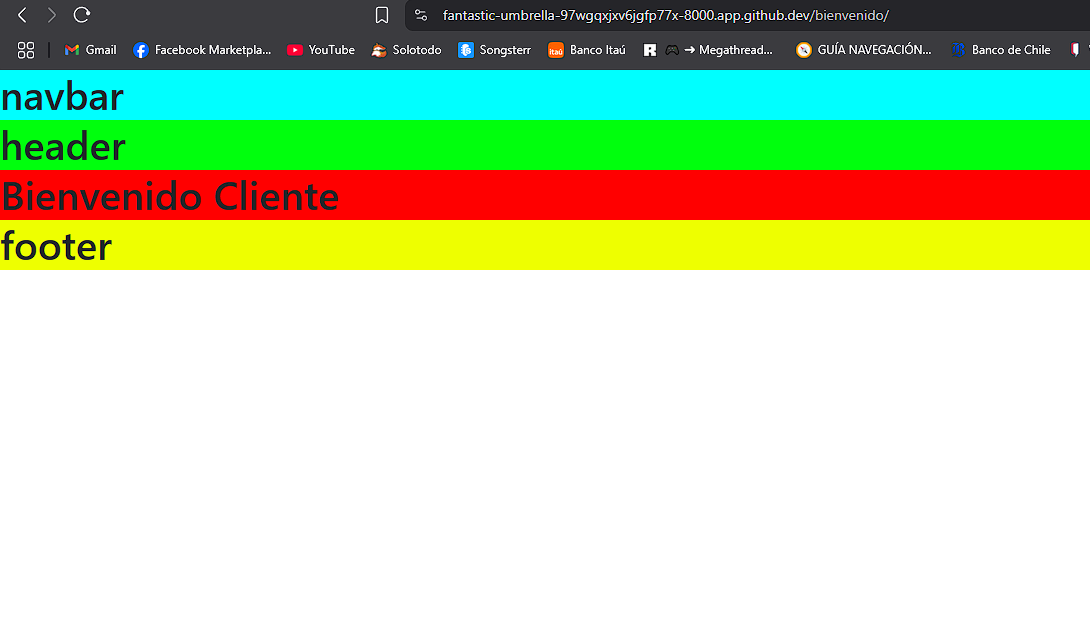 fantastic-umbrella-97wgqxjxv6jgfp77x-8000.app.github.dev/bienvenido/
Gmail Facebook Marketpla... YouTube Solotodo Songsterr itaú Banco Itaú R → Megathread... GUÍA NAVEGACIÓN... Banco de Chile
navbar
header
Bienvenido Cliente
footer